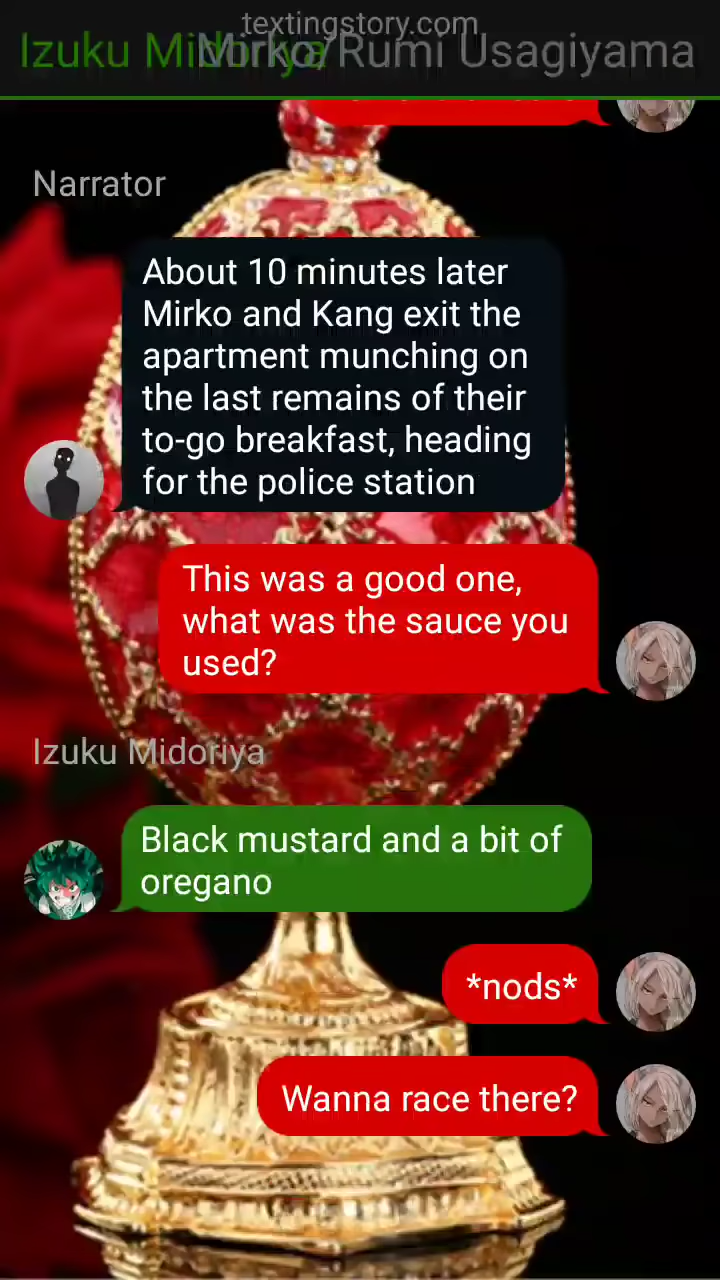 textingstory.com
Izuku Midoriya
Mirko/Rumi Usagiyama
Narrator
About 10 minutes later
Mirko and Kang exit the
apartment munching on
the last remains of their
to-go breakfast, heading
for the police station
This was a good one,
what was the sauce you
used?
Izuku Midoriya
Black mustard and a bit of
oregano
*nods*
Wanna race there?